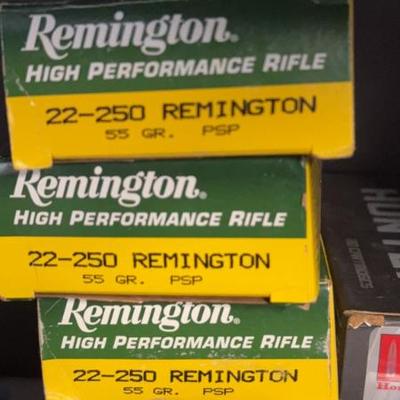 Remington®
HIGH PERFORMANCE RIFLE
22-250 REMINGTON
55 GR. PSP
Remington®
HIGH PERFORMANCE RIFLE
22-250 REMINGTON
55 GR. PSP
Remington®
HIGH PERFORMANCE RIFLE
22-250 REMINGTON
55 GR. PSP